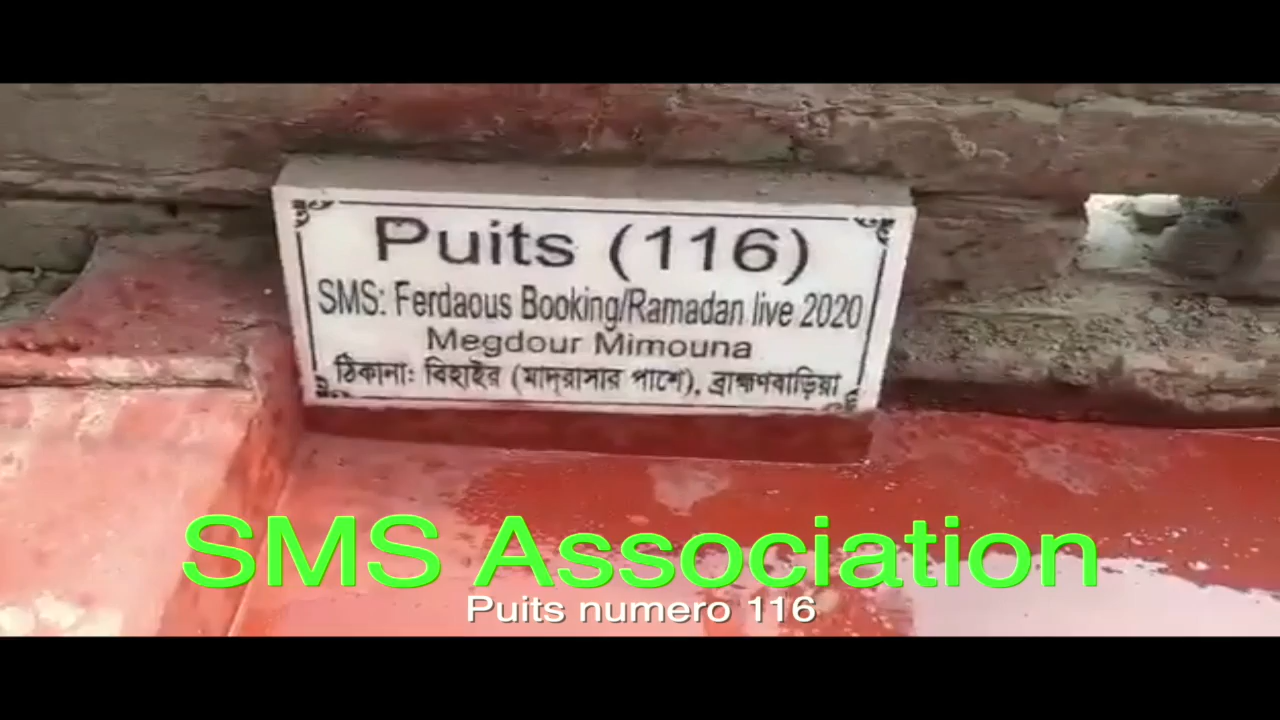 Puits (116)
SMS: Ferdaous Booking/Ramadan live 2020
Megdour Mimouna
ঠিকানাঃ বিহাইর (মাদ্রাসার পাশে), ব্রাহ্মণবাড়িয়া
SMS Association
Puits numero 116